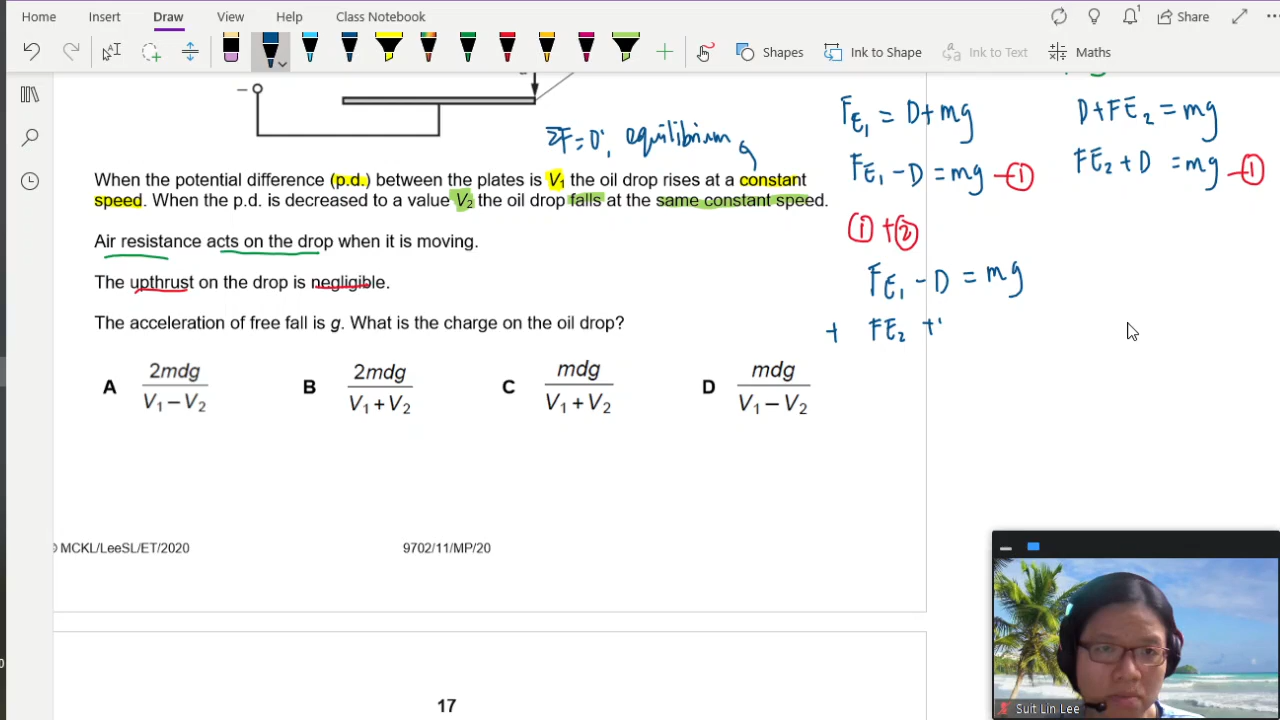 Home Insert Draw View Help Class Notebook Share
Shapes Ink to Shape Ink to Text Maths
−
ΣF=0, equilibrium
When the potential difference (p.d.) between the plates is V₁ the oil drop rises at a constant
speed. When the p.d. is decreased to a value V₂ the oil drop falls at the same constant speed.
Air resistance acts on the drop when it is moving.
The upthrust on the drop is negligible.
The acceleration of free fall is g. What is the charge on the oil drop?
A 2mdg / V₁ − V₂
B 2mdg / V₁ + V₂
C mdg / V₁ + V₂
D mdg / V₁ − V₂
MCKL/LeeSL/ET/2020 9702/11/MP/20
17
FE₁ = D+mg
FE₁ − D = mg −①
① + ②
FE₁ − D = mg
+ FE₂ +
D+FE₂ = mg
FE₂ + D = mg −①
Suit Lin Lee